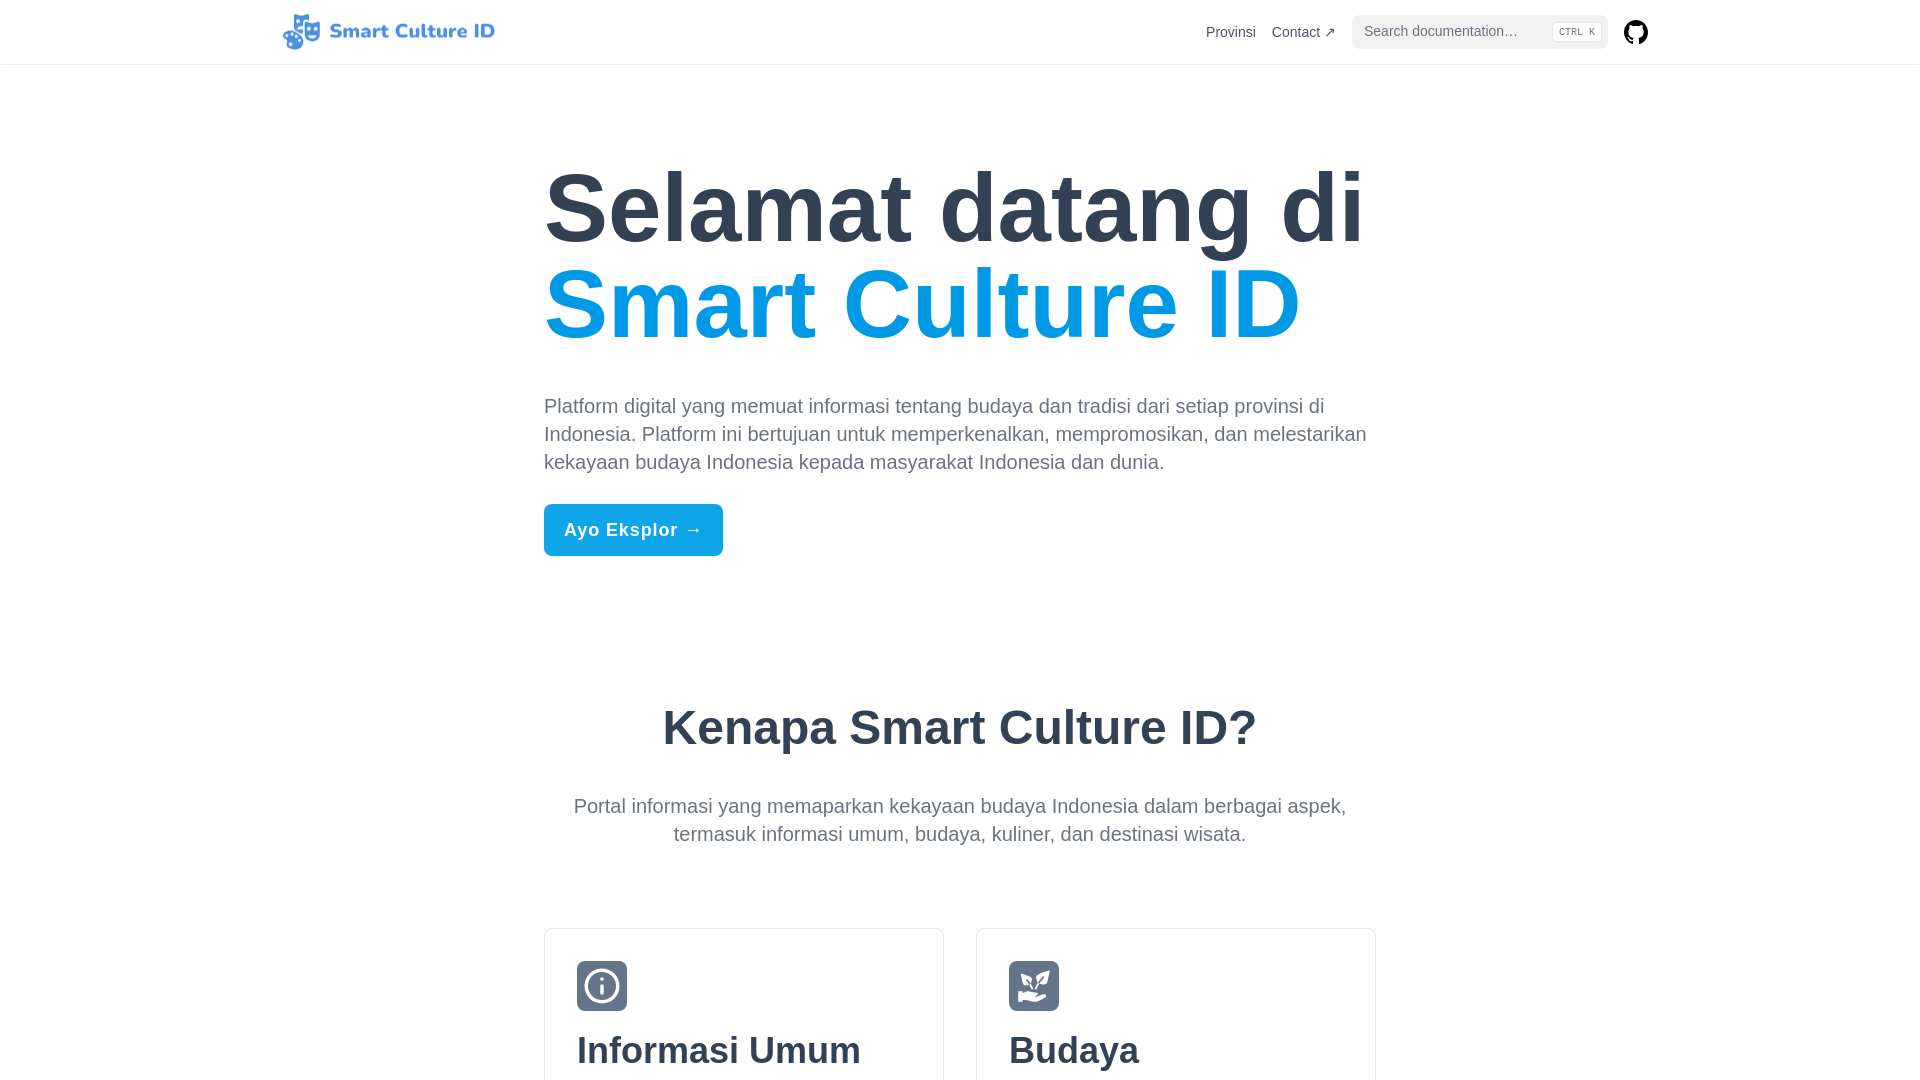 Smart Culture ID
Provinsi
Contact ↗
Search documentation…
CTRL K
Selamat datang di
Smart Culture ID
Platform digital yang memuat informasi tentang budaya dan tradisi dari setiap provinsi di
Indonesia. Platform ini bertujuan untuk memperkenalkan, mempromosikan, dan melestarikan
kekayaan budaya Indonesia kepada masyarakat Indonesia dan dunia.
Ayo Eksplor →
Kenapa Smart Culture ID?
Portal informasi yang memaparkan kekayaan budaya Indonesia dalam berbagai aspek,
termasuk informasi umum, budaya, kuliner, dan destinasi wisata.
Informasi Umum
Budaya